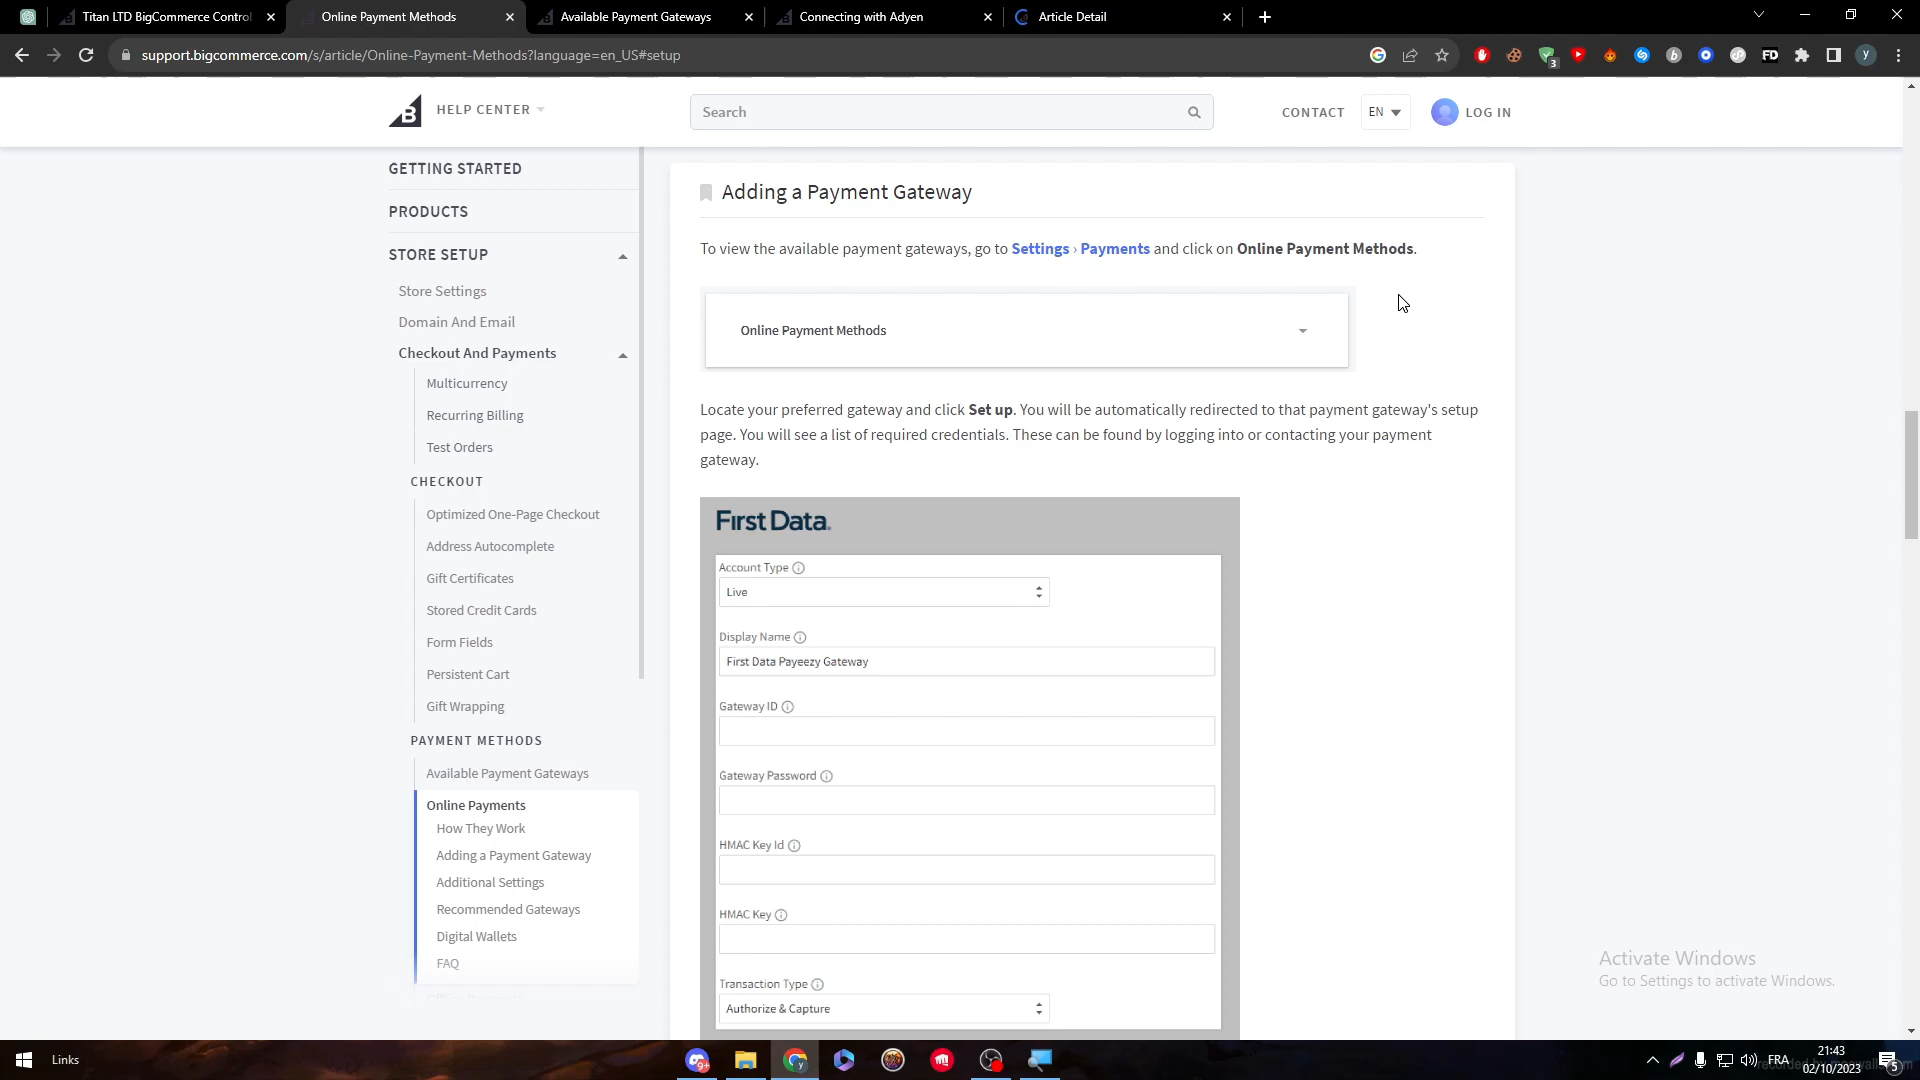 Titan LTD BigCommerce Control
Online Payment Methods
Available Payment Gateways
Connecting with Adyen
Article Detail
support.bigcommerce.com/s/article/Online-Payment-Methods?language=en_US#setup
3
FD
y
HELP CENTER
Search
CONTACT
EN
LOG IN
GETTING STARTED
PRODUCTS
STORE SETUP
Store Settings
Domain And Email
Checkout And Payments
Multicurrency
Recurring Billing
Test Orders
CHECKOUT
Optimized One-Page Checkout
Address Autocomplete
Gift Certificates
Stored Credit Cards
Form Fields
Persistent Cart
Gift Wrapping
PAYMENT METHODS
Available Payment Gateways
Online Payments
How They Work
Adding a Payment Gateway
Additional Settings
Recommended Gateways
Digital Wallets
FAQ
Adding a Payment Gateway
To view the available payment gateways, go to Settings › Payments and click on Online Payment Methods.
Online Payment Methods
Locate your preferred gateway and click Set up. You will be automatically redirected to that payment gateway's setup
page. You will see a list of required credentials. These can be found by logging into or contacting your payment
gateway.
First Data.
Account Type
Live
Display Name
First Data Payeezy Gateway
Gateway ID
Gateway Password
HMAC Key Id
HMAC Key
Transaction Type
Authorize & Capture
Activate Windows
Go to Settings to activate Windows.
Links
9+
FRA
21:43
02/10/2023
5